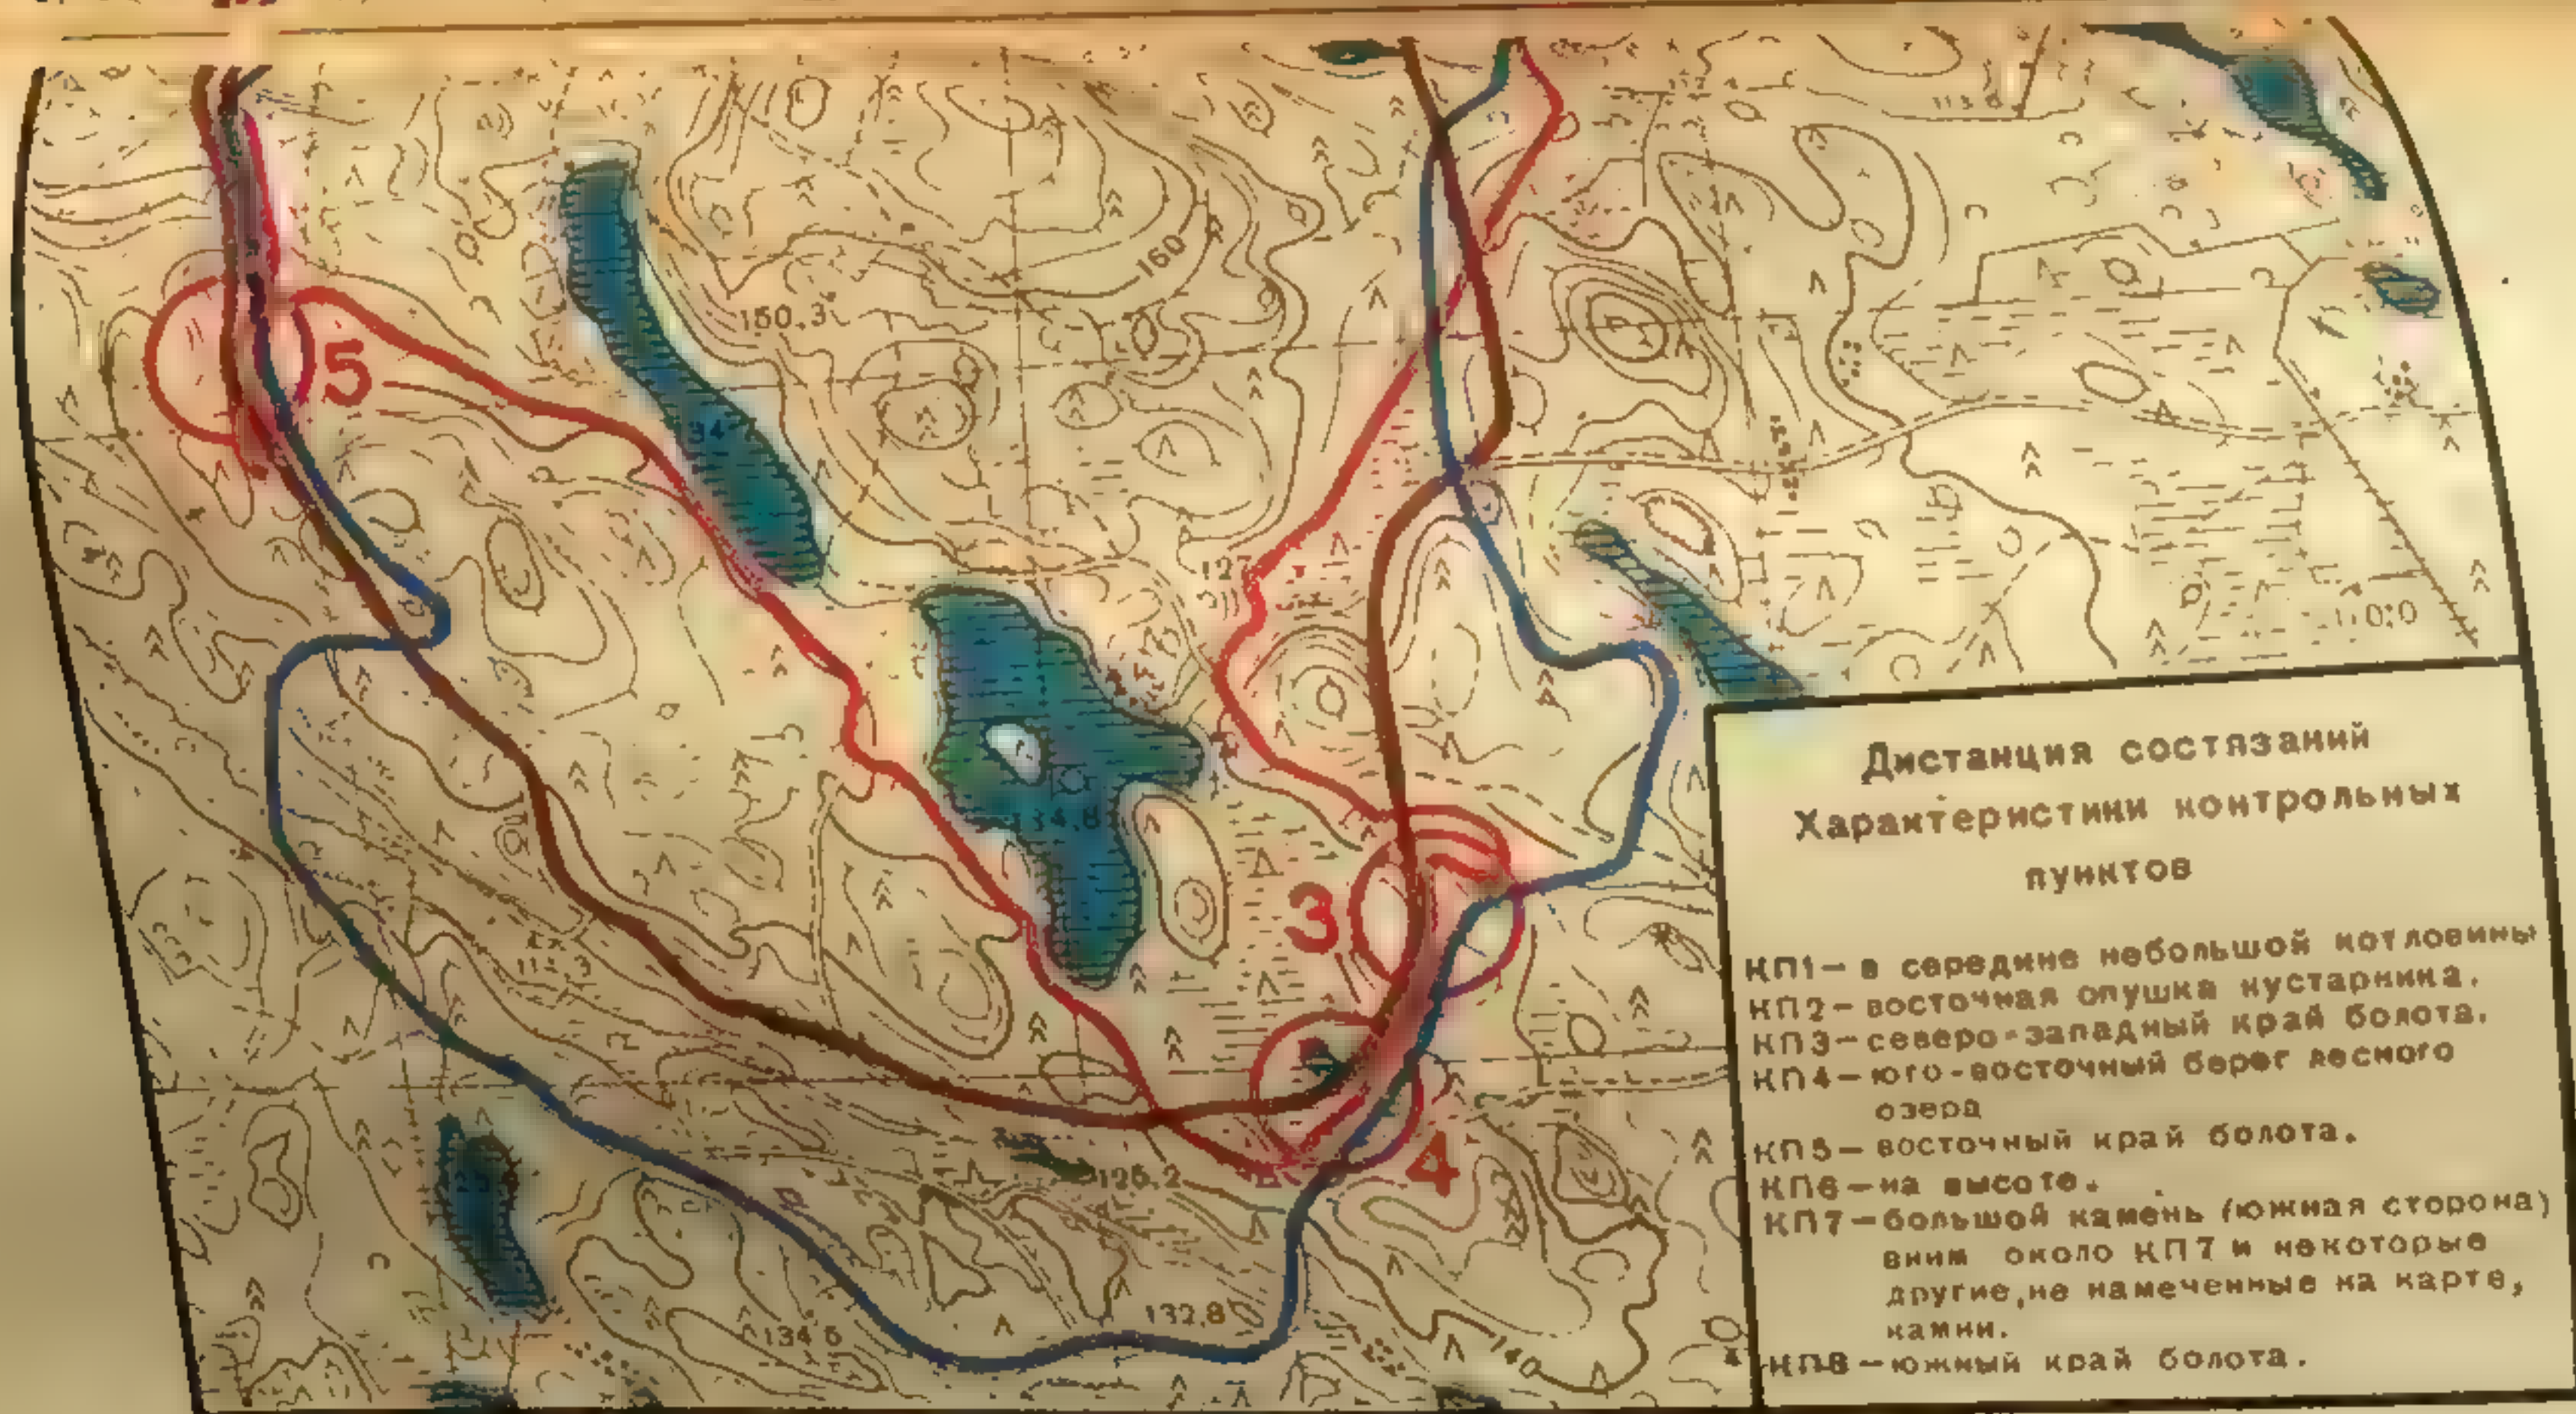 160
150.3
5
127
134.8
3
4
126.2
132.8
134.6
140
Дистанция состязаний
Характеристики контрольных
пунктов
КП1— в середине небольшой котловины
КП2— восточная опушка кустарника.
КП3—северо-западный край болота.
КП4—юго-восточный берег лесного
озера
КП5—восточный край болота.
КП6—на высоте.
КП7—большой камень (южная сторона)
вним около КП7 и некоторые
другие, не намеченные на карте,
камни.
КП8—южный край болота.